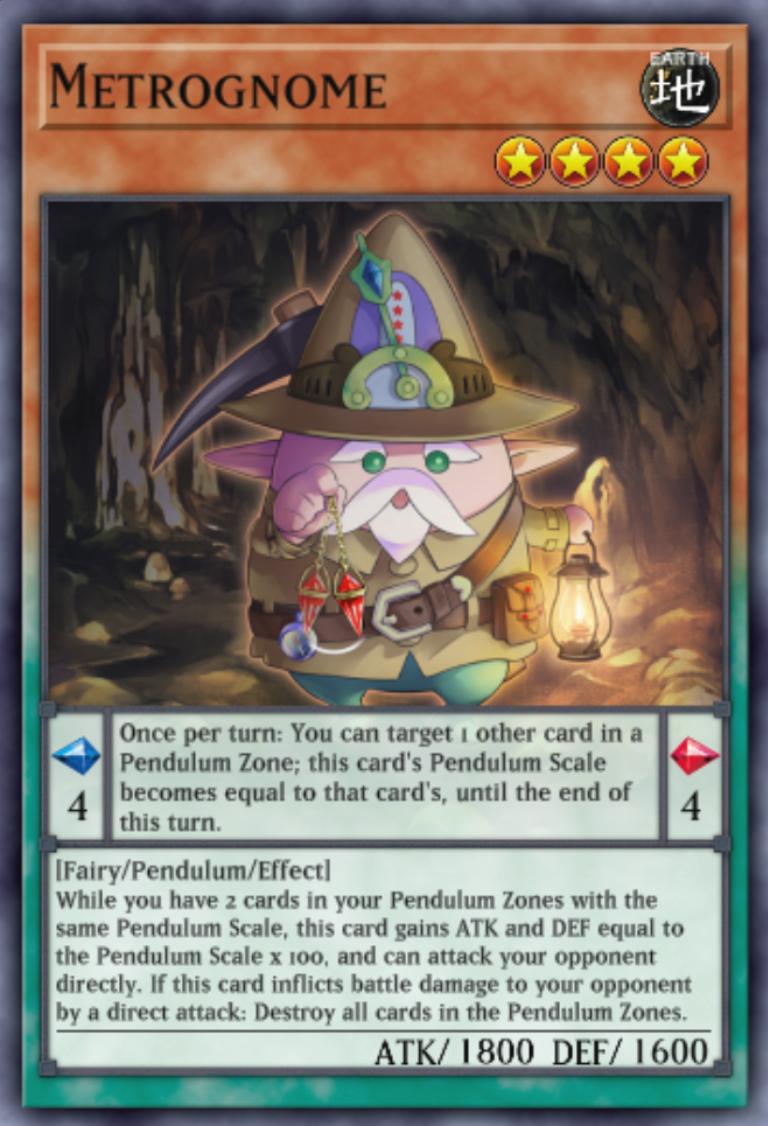 METROGNOME
EARTH
地
Once per turn: You can target 1 other card in a
Pendulum Zone; this card's Pendulum Scale
becomes equal to that card's, until the end of
this turn.
4
4
[Fairy/Pendulum/Effect]
While you have 2 cards in your Pendulum Zones with the
same Pendulum Scale, this card gains ATK and DEF equal to
the Pendulum Scale x 100, and can attack your opponent
directly. If this card inflicts battle damage to your opponent
by a direct attack: Destroy all cards in the Pendulum Zones.
ATK/ 1800 DEF/ 1600